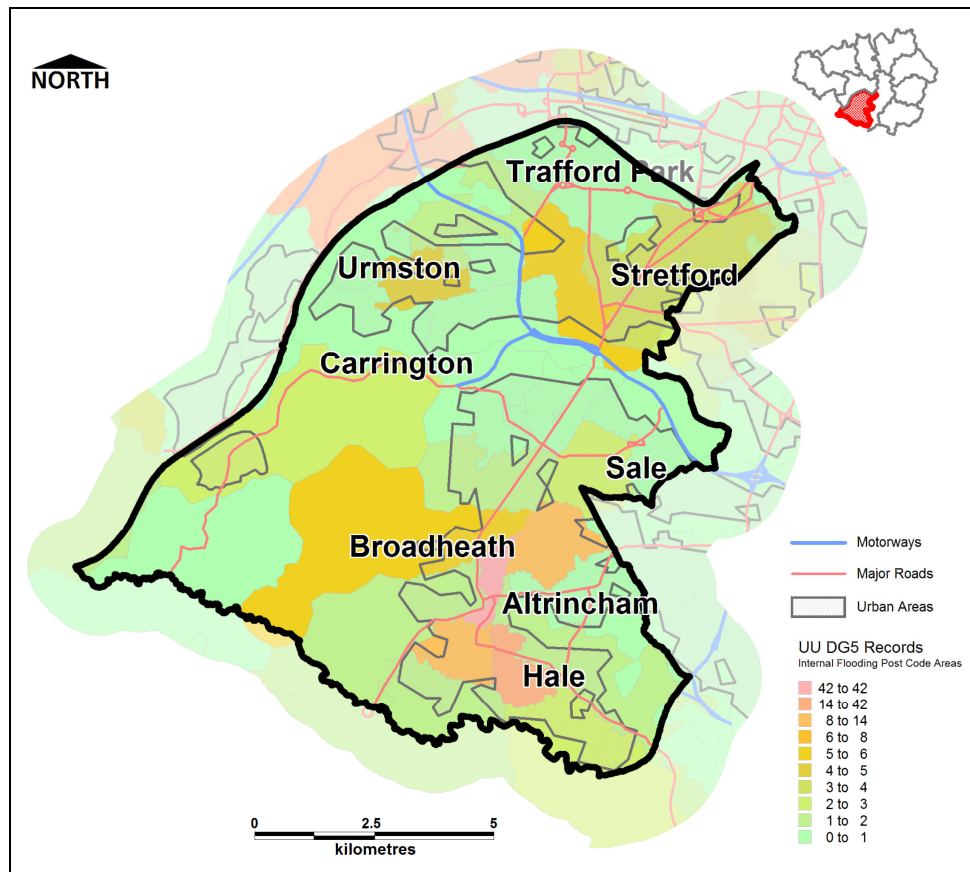 NORTH
Trafford Park
Urmston
Stretford
Carrington
Sale
Broadheath
Altrincham
Hale
Motorways
Major Roads
Urban Areas
UU DG5 Records
Internal Flooding Post Code Areas
42 to 42
14 to 42
8 to 14
6 to 8
5 to 6
4 to 5
3 to 4
2 to 3
1 to 2
0 to 1
0 2.5 5
kilometres